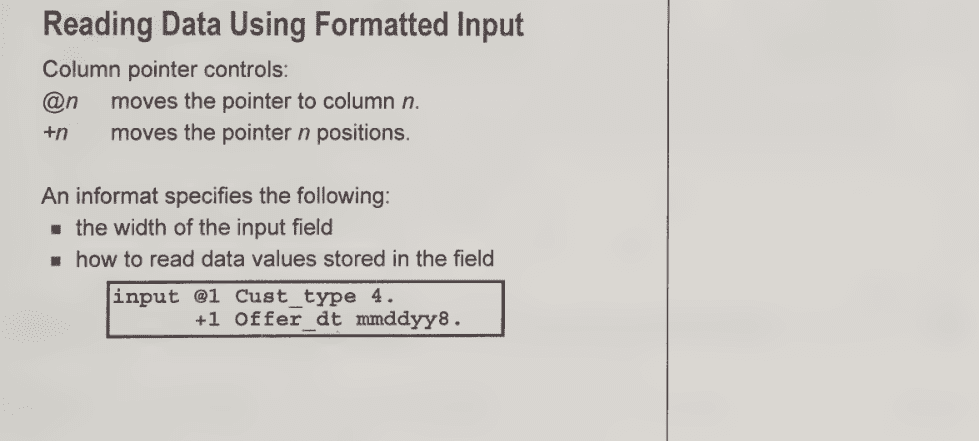 Reading Data Using Formatted Input
Column pointer controls:
@n moves the pointer to column n.
+n moves the pointer n positions.
An informat specifies the following:
▪ the width of the input field
▪ how to read data values stored in the field
input @1 Cust_type 4.
+1 Offer_dt mmddyy8.